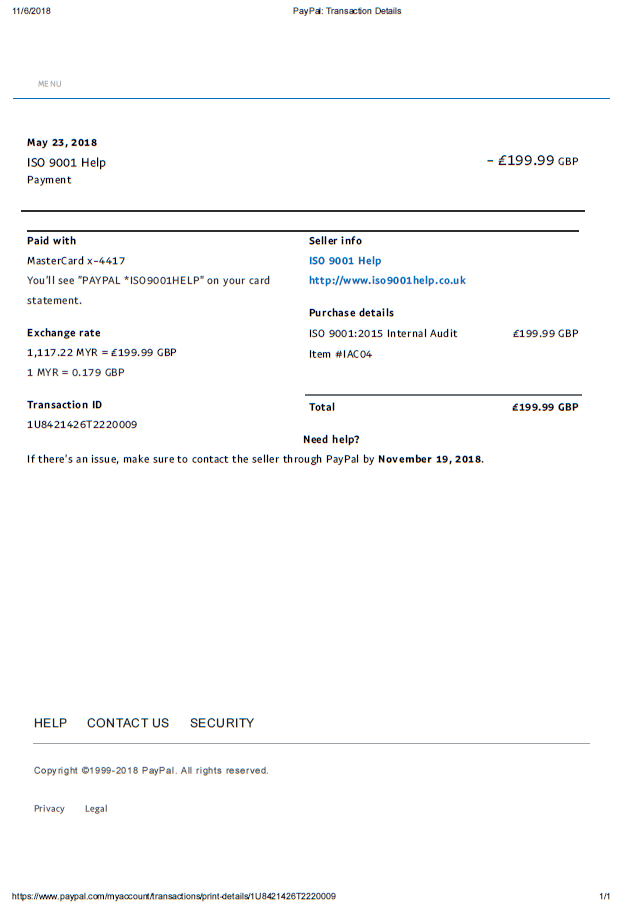 11/6/2018 PayPal: Transaction Details
MENU
May 23, 2018
ISO 9001 Help
- £199.99 GBP
Payment
Paid with
MasterCard x-4417
You'll see "PAYPAL *ISO9001HELP" on your card
statement.
Exchange rate
1,117.22 MYR = £199.99 GBP
1 MYR = 0.179 GBP
Transaction ID
1U8421426T2220009
Seller info
ISO 9001 Help
http://www.iso9001help.co.uk
Purchase details
ISO 9001:2015 Internal Audit £199.99 GBP
Item #IAC04
Total £199.99 GBP
Need help?
If there's an issue, make sure to contact the seller through PayPal by November 19, 2018.
HELP CONTACT US SECURITY
Copyright ©1999-2018 PayPal. All rights reserved.
Privacy Legal
https://www.paypal.com/myaccount/transactions/print-details/1U8421426T2220009 1/1